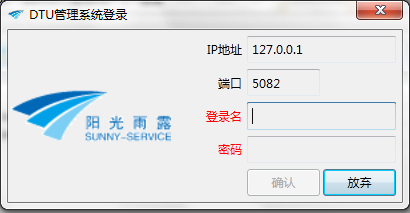 DTU管理系统登录
IP地址 127.0.0.1
端口 5082
登录名
密码
阳光雨露
SUNNY-SERVICE
确认 放弃